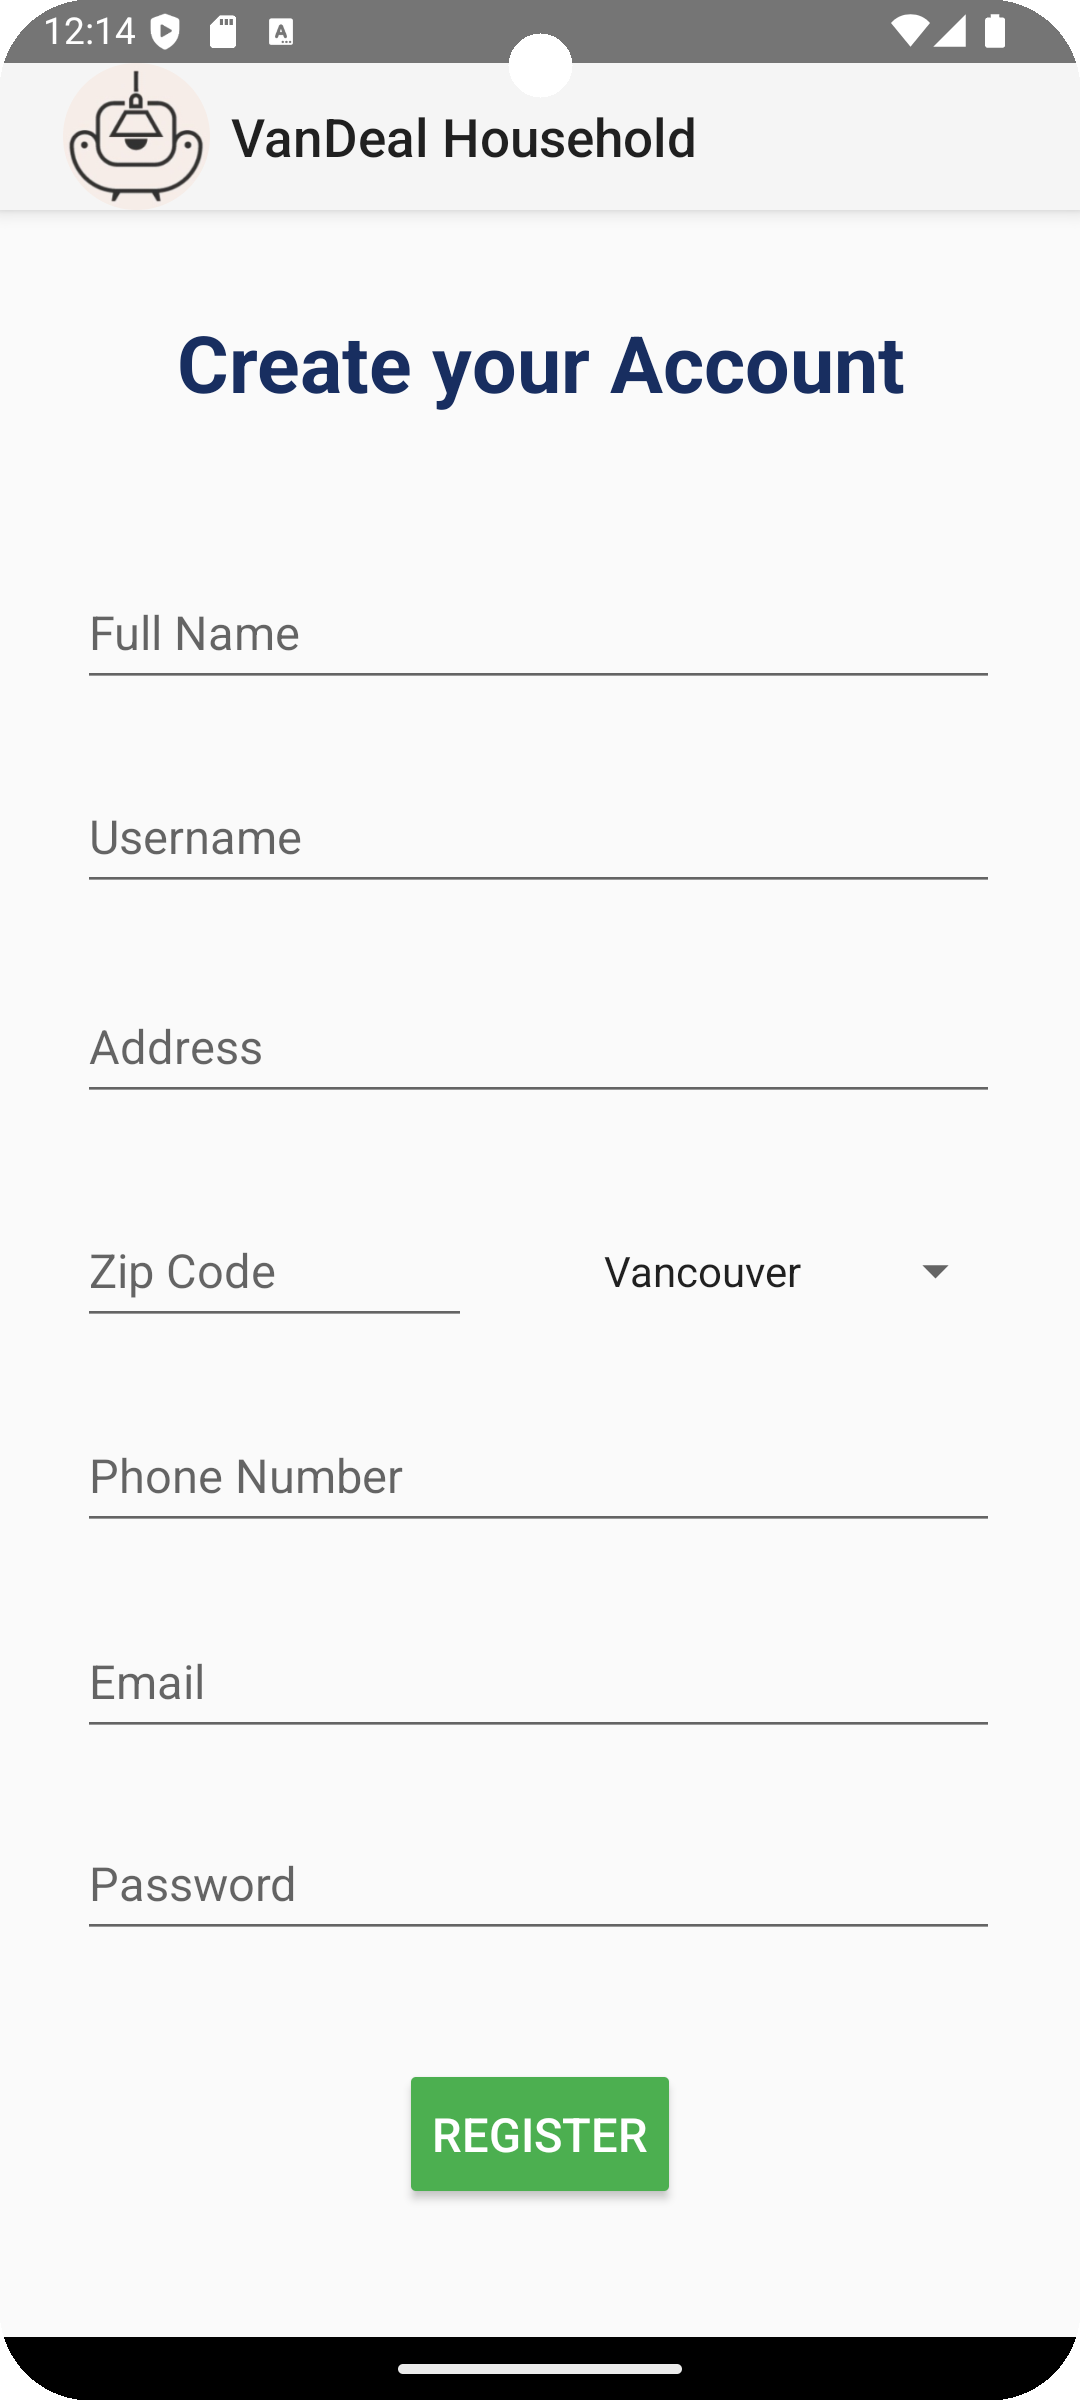 12:14
VanDeal Household
Create your Account
Full Name
Username
Address
Zip Code Vancouver
Phone Number
Email
Password
REGISTER